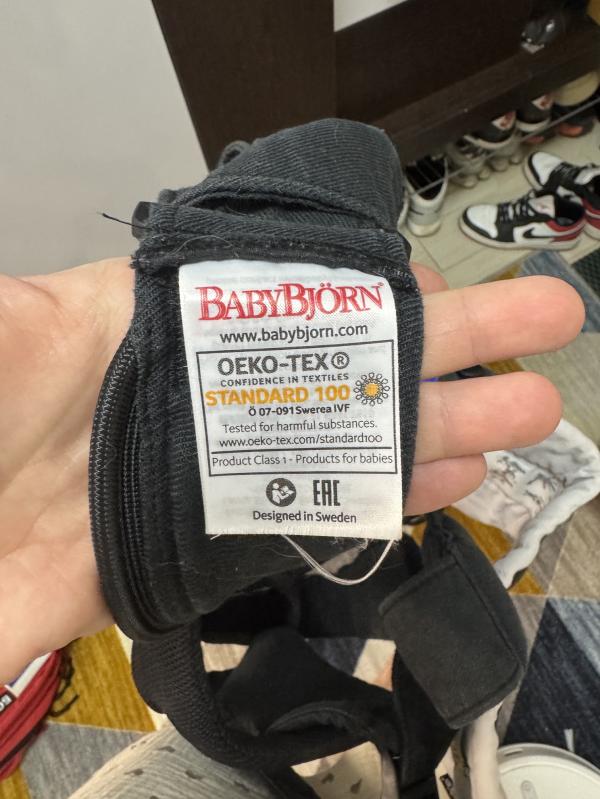 BABYBJÖRN®
www.babybjorn.com
OEKO-TEX®
CONFIDENCE IN TEXTILES
STANDARD 100
Ö 07-091 Swerea IVF
Tested for harmful substances.
www.oeko-tex.com/standard100
Product Class 1 - Products for babies
EAC
Designed in Sweden